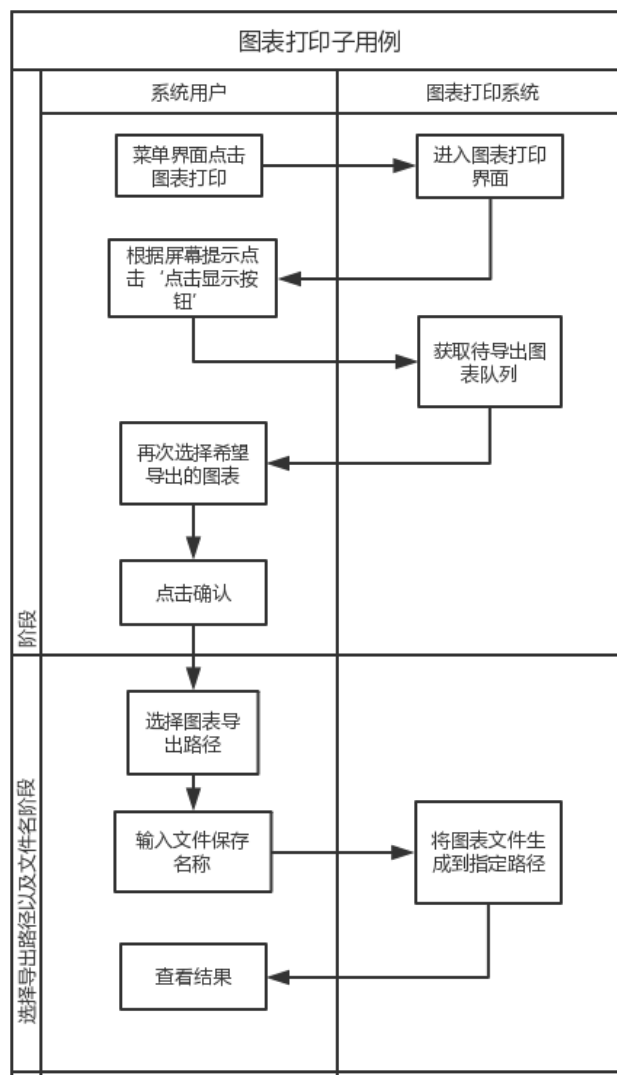 图表打印子用例
系统用户
图表打印系统
菜单界面点击
图表打印
进入图表打印
界面
根据屏幕提示点
击‘点击显示按
钮’
获取待导出图
表队列
再次选择希望
导出的图表
点击确认
阶段
选择图表导
出路径
输入文件保存
名称
将图表文件生
成到指定路径
查看结果
选择导出路径以及文件名阶段